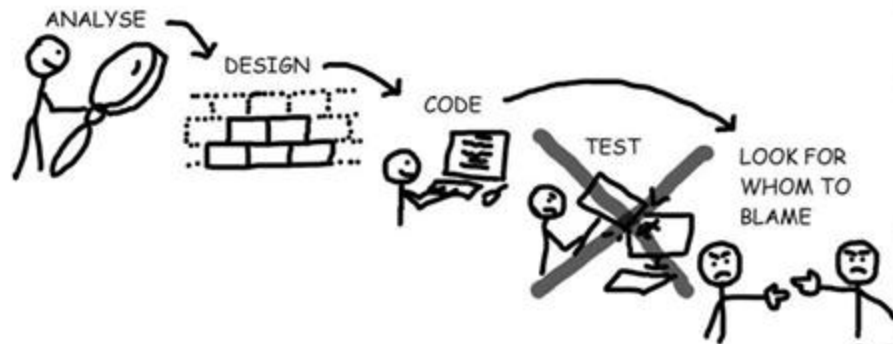 ANALYSE
DESIGN
CODE
TEST
LOOK FOR
WHOM TO
BLAME